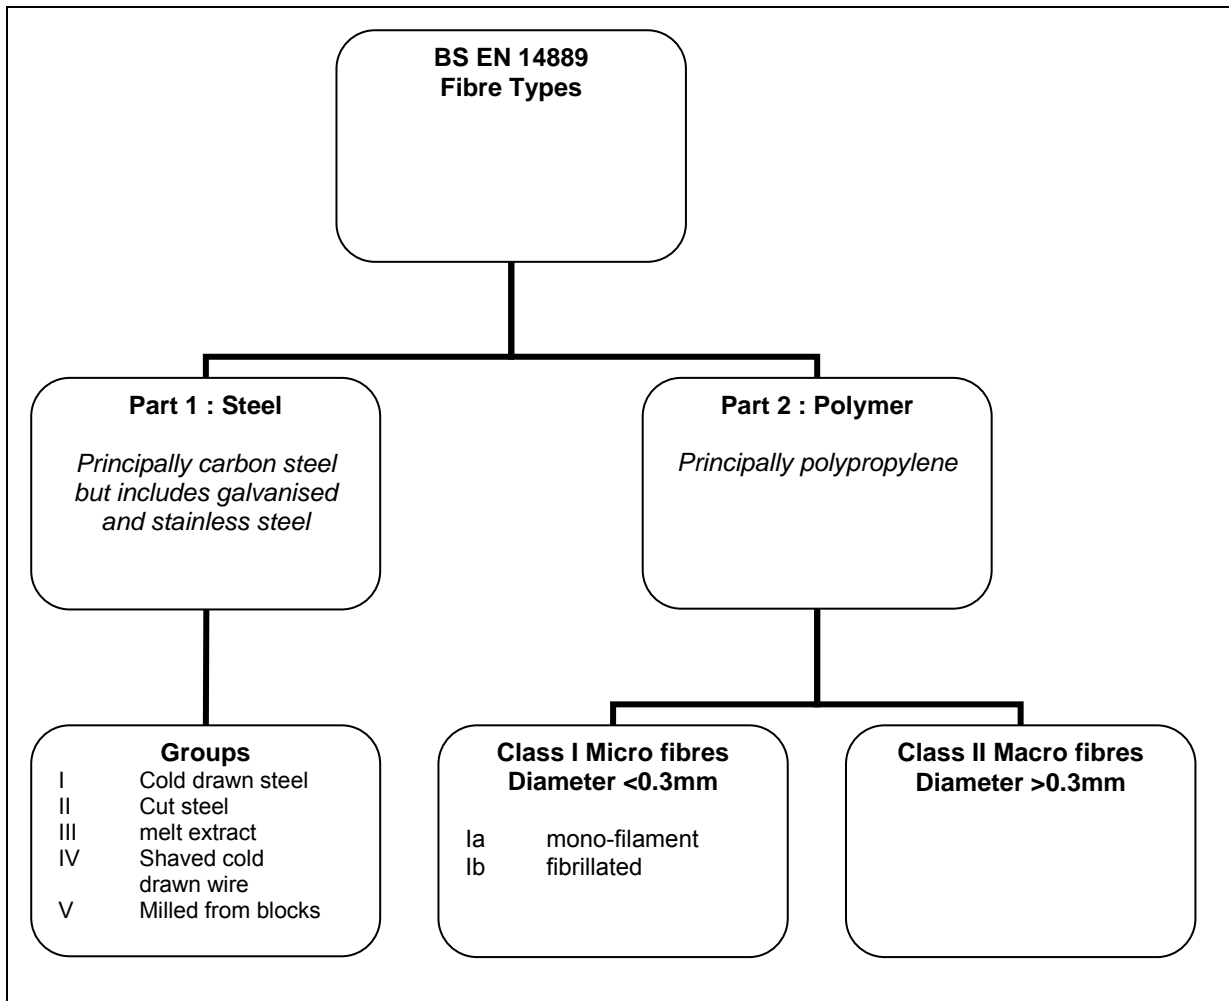 BS EN 14889
Fibre Types
Part 1 : Steel
Principally carbon steel
but includes galvanised
and stainless steel
Part 2 : Polymer
Principally polypropylene
Groups
I Cold drawn steel
II Cut steel
III melt extract
IV Shaved cold
drawn wire
V Milled from blocks
Class I Micro fibres
Diameter <0.3mm
Ia mono-filament
Ib fibrillated
Class II Macro fibres
Diameter >0.3mm